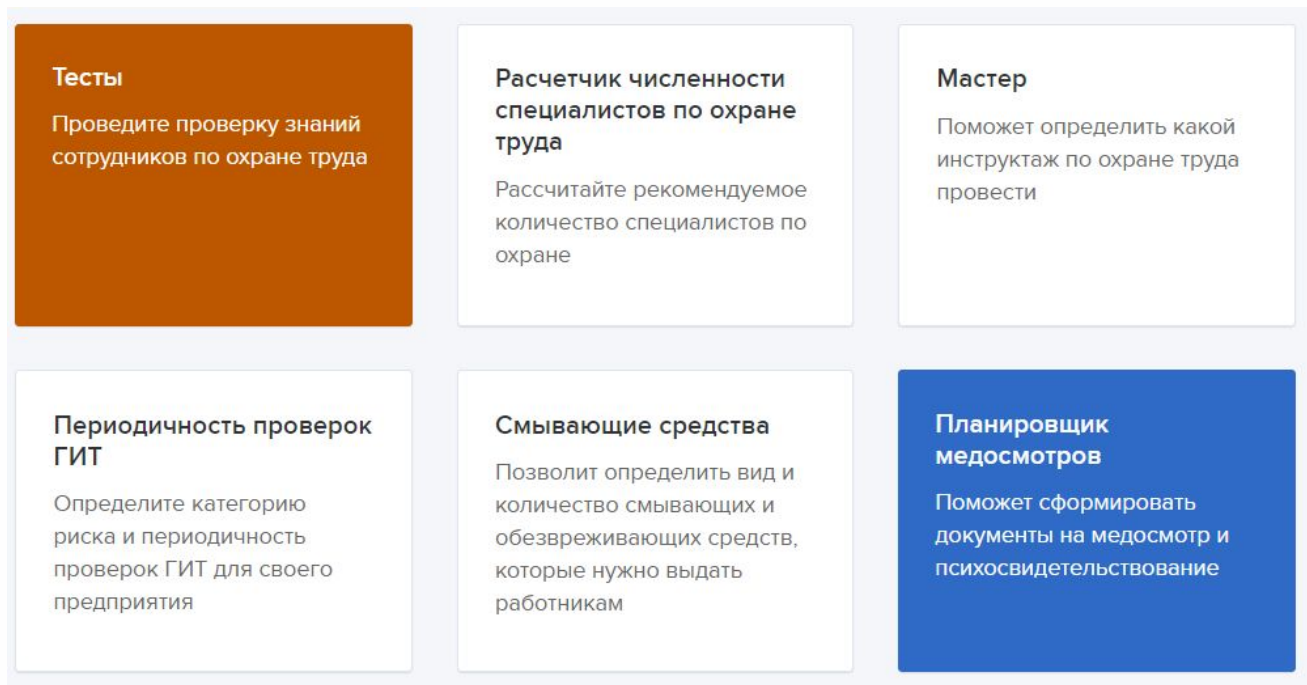 Тесты
Проведите проверку знаний
сотрудников по охране труда
Расчетчик численности
специалистов по охране
труда
Рассчитайте рекомендуемое
количество специалистов по
охране
Мастер
Поможет определить какой
инструктаж по охране труда
провести
Периодичность проверок
ГИТ
Определите категорию
риска и периодичность
проверок ГИТ для своего
предприятия
Смывающие средства
Позволит определить вид и
количество смывающих и
обезвреживающих средств,
которые нужно выдать
работникам
Планировщик
медосмотров
Поможет сформировать
документы на медосмотр и
психосвидетельствование